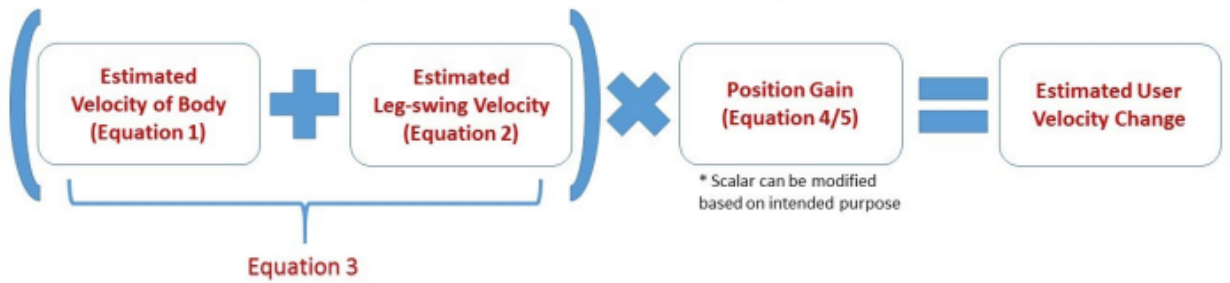 Estimated
Velocity of Body
(Equation 1)
Estimated
Leg-swing Velocity
(Equation 2)
Position Gain
(Equation 4/5)
Estimated User
Velocity Change
* Scalar can be modified
based on intended purpose
Equation 3